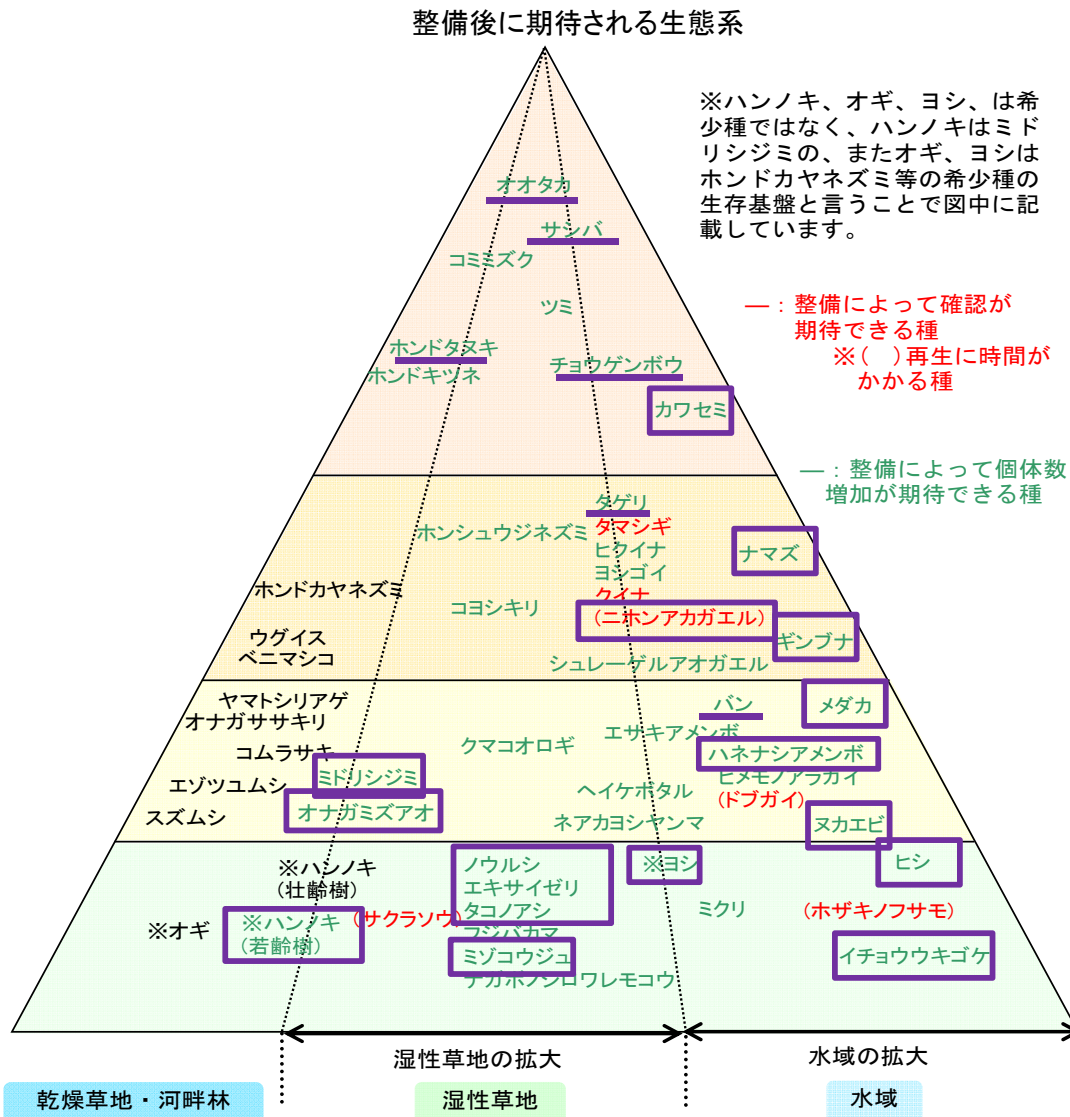 整備後に期待される生態系
※ハンノキ、オギ、ヨシ、は希
少種ではなく、ハンノキはミド
リシジミの、またオギ、ヨシは
ホンドカヤネズミ等の希少種の
生存基盤と言うことで図中に記
載しています。
オオタカ
サシバ
コミミズク
ツミ
―：整備によって確認が
期待できる種
※（　）再生に時間が
かかる種
ホンドタヌキ
ホンドキツネ
チョウゲンボウ
カワセミ
―：整備によって個体数
増加が期待できる種
タゲリ
ホンシュウジネズミ
タマシギ
ヒクイナ
ヨシゴイ
クイナ
ナマズ
ホンドカヤネズミ
コヨシキリ
（ニホンアカガエル）
ギンブナ
ウグイス
ベニマシコ
シュレーゲルアオガエル
ヤマトシリアゲ
オナガササキリ
バン
メダカ
コムラサキ
クマコオロギ
エサキアメンボ
ハネナシアメンボ
エゾツユムシ
ミドリシジミ
ヘイケボタル
ヒメモノアラガイ
（ドブガイ）
スズムシ
オナガミズアオ
ネアカヨシヤンマ
ヌカエビ
※ハンノキ
（壮齢樹）
ノウルシ
エキサイゼリ
タコノアシ
フジバカマ
ミゾコウジュ
ナガボノシロワレモコウ
※ヨシ
ヒシ
※オギ
※ハンノキ
（若齢樹）
（サクラソウ）
ミクリ
（ホザキノフサモ）
イチョウウキゴケ
湿性草地の拡大
水域の拡大
乾燥草地・河畔林
湿性草地
水域